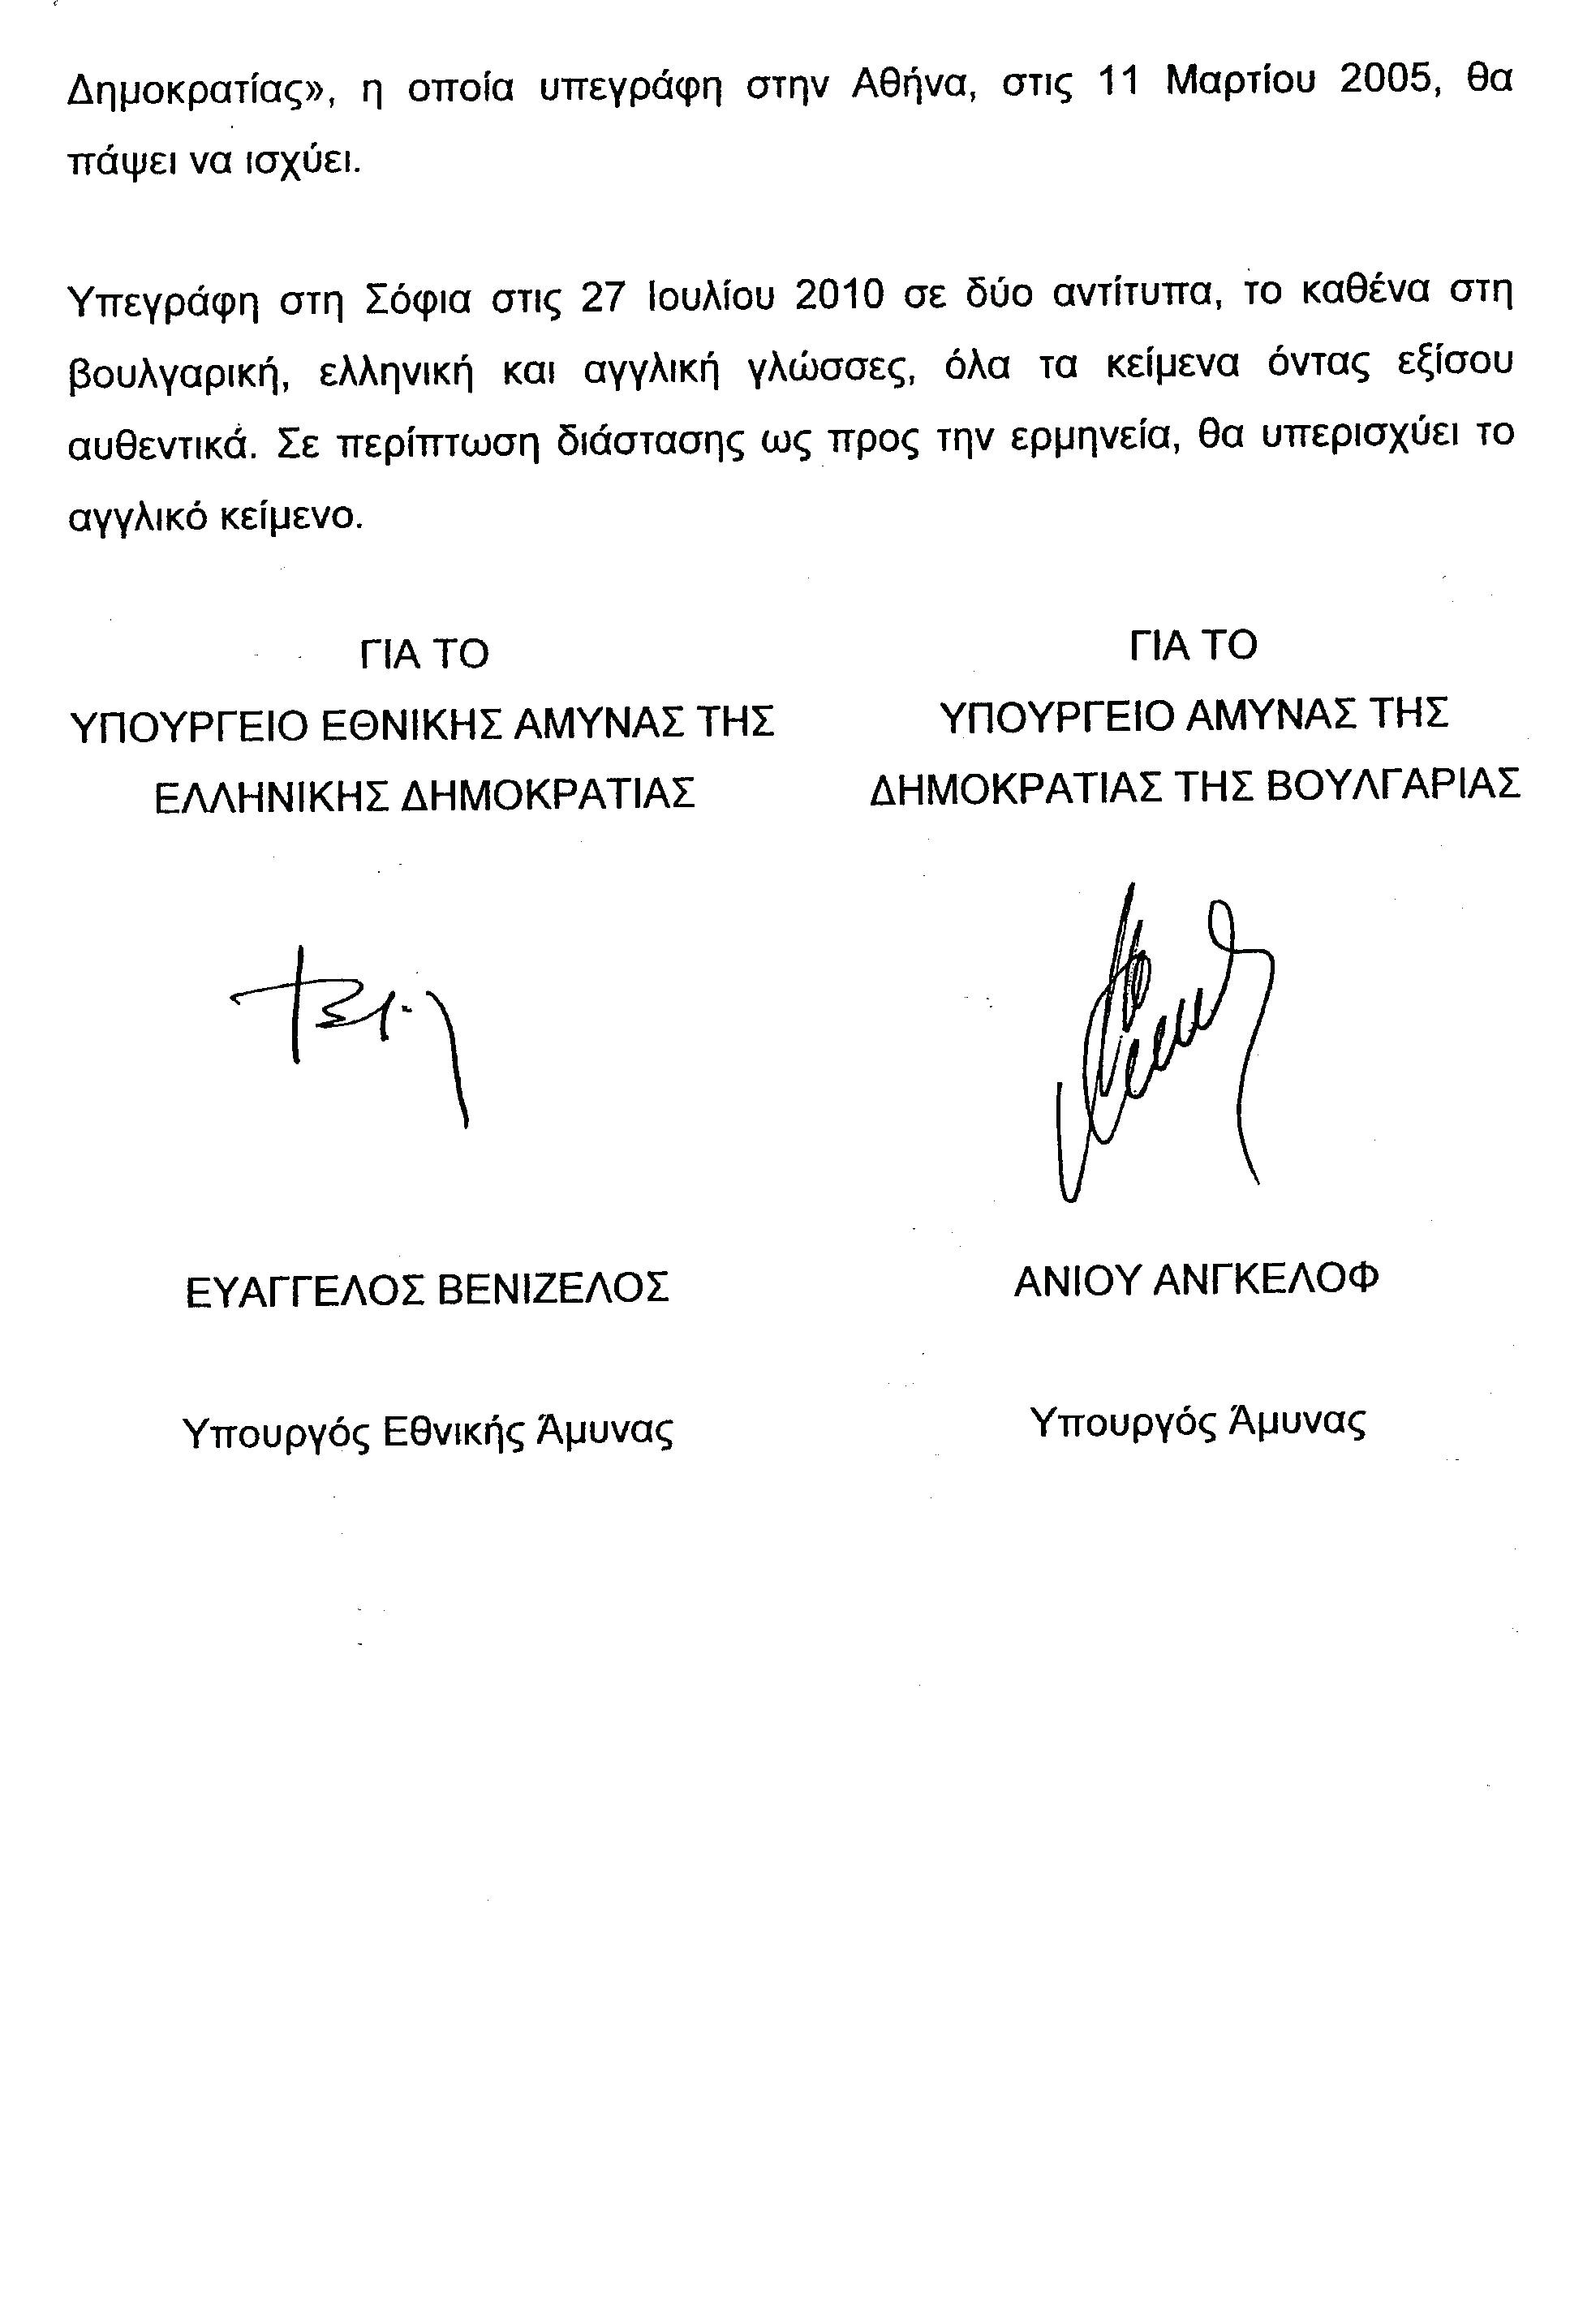 Δημοκρατίας», η οποία υπεγράφη στην Αθήνα, στις 11 Μαρτίου 2005, θα
πάψει να ισχύει.
Υπεγράφη στη Σόφια στις 27 Ιουλίου 2010 σε δύο αντίτυπα, το καθένα στη
βουλγαρική, ελληνική και αγγλική γλώσσες, όλα τα κείμενα όντας εξίσου
αυθεντικά. Σε περίπτωση διάστασης ως προς την ερμηνεία, θα υπερισχύει το
αγγλικό κείμενο.
ΓΙΑ ΤΟ
ΥΠΟΥΡΓΕΙΟ ΕΘΝΙΚΗΣ ΑΜΥΝΑΣ ΤΗΣ
ΕΛΛΗΝΙΚΗΣ ΔΗΜΟΚΡΑΤΙΑΣ
ΕΥΑΓΓΕΛΟΣ ΒΕΝΙΖΕΛΟΣ
Υπουργός Εθνικής Άμυνας
ΓΙΑ ΤΟ
ΥΠΟΥΡΓΕΙΟ ΑΜΥΝΑΣ ΤΗΣ
ΔΗΜΟΚΡΑΤΙΑΣ ΤΗΣ ΒΟΥΛΓΑΡΙΑΣ
ΑΝΙΟΥ ΑΝΓΚΕΛΟΦ
Υπουργός Άμυνας